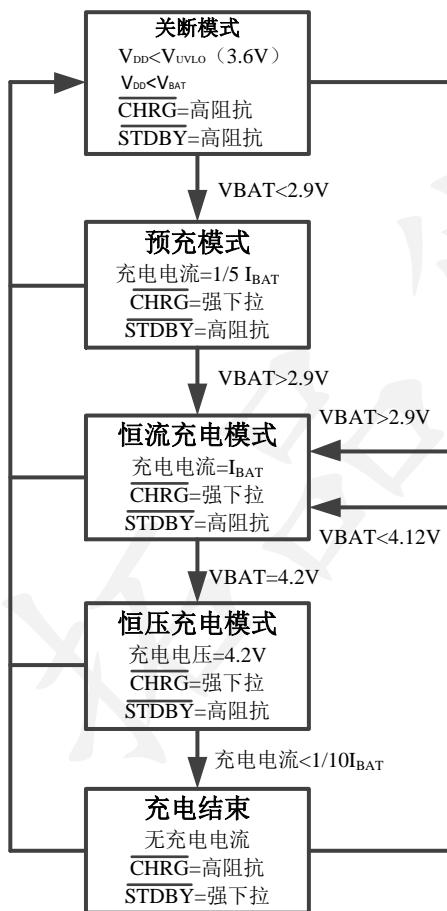 关断模式
VDD<VUVLO（3.6V）
VDD<VBAT
CHRG=高阻抗
STDBY=高阻抗
VBAT<2.9V
预充模式
充电电流=1/5 IBAT
CHRG=强下拉
STDBY=高阻抗
VBAT>2.9V
VBAT>2.9V
恒流充电模式
充电电流=IBAT
CHRG=强下拉
STDBY=高阻抗
VBAT<4.12V
VBAT=4.2V
恒压充电模式
充电电压=4.2V
CHRG=强下拉
STDBY=高阻抗
充电电流<1/10IBAT
充电结束
无充电电流
CHRG=高阻抗
STDBY=强下拉